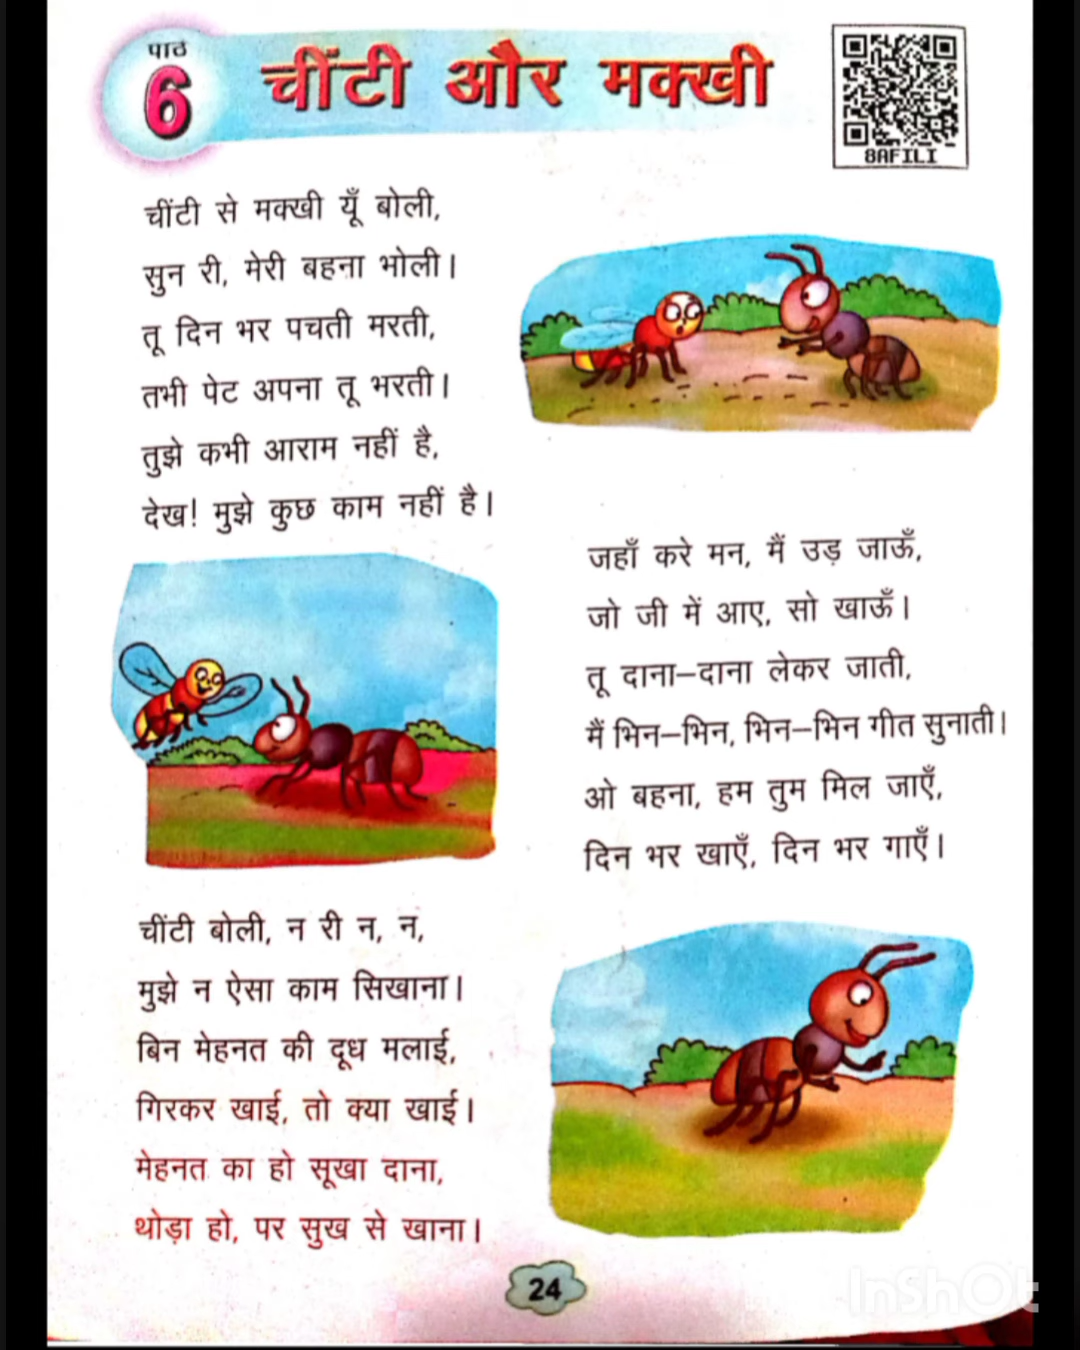 पाठ
6
चींटी और मक्खी
8AFILI
चींटी से मक्खी यूँ बोली,
सुन री, मेरी बहना भोली।
तू दिन भर पचती मरती,
तभी पेट अपना तू भरती।
तुझे कभी आराम नहीं है,
देख! मुझे कुछ काम नहीं है।
जहाँ करे मन, मैं उड़ जाऊँ,
जो जी में आए, सो खाऊँ।
तू दाना–दाना लेकर जाती,
मैं भिन–भिन, भिन–भिन गीत सुनाती।
ओ बहना, हम तुम मिल जाएँ,
दिन भर खाएँ, दिन भर गाएँ।
चींटी बोली, न री न, न,
मुझे न ऐसा काम सिखाना।
बिन मेहनत की दूध मलाई,
गिरकर खाई, तो क्या खाई।
मेहनत का हो सूखा दाना,
थोड़ा हो, पर सुख से खाना।
24
InShOt